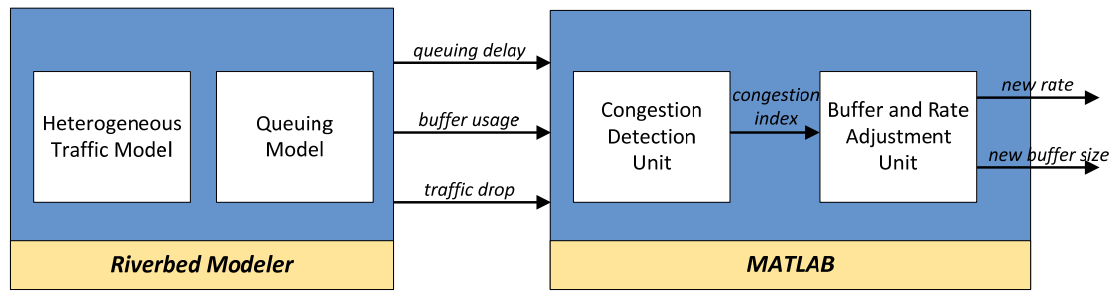 Heterogeneous
Traffic Model
Queuing
Model
Riverbed Modeler
queuing delay
buffer usage
traffic drop
Congestion
Detection
Unit
congestion
index
Buffer and Rate
Adjustment
Unit
MATLAB
new rate
new buffer size